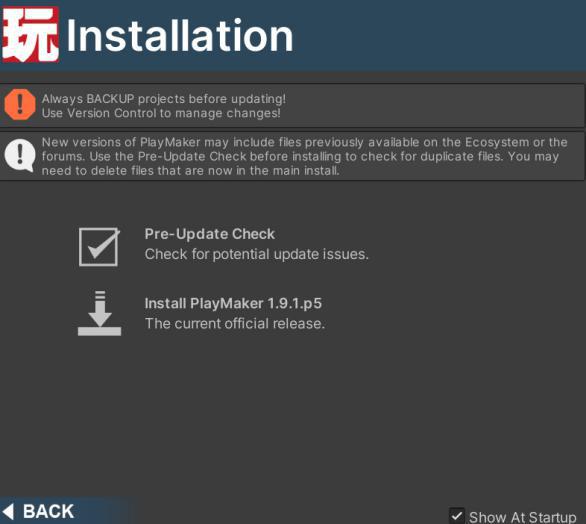 玩 Installation
Always BACKUP projects before updating!
Use Version Control to manage changes!
New versions of PlayMaker may include files previously available on the Ecosystem or the
forums. Use the Pre-Update Check before installing to check for duplicate files. You may
need to delete files that are now in the main install.
Pre-Update Check
Check for potential update issues.
Install PlayMaker 1.9.1.p5
The current official release.
BACK
Show At Startup